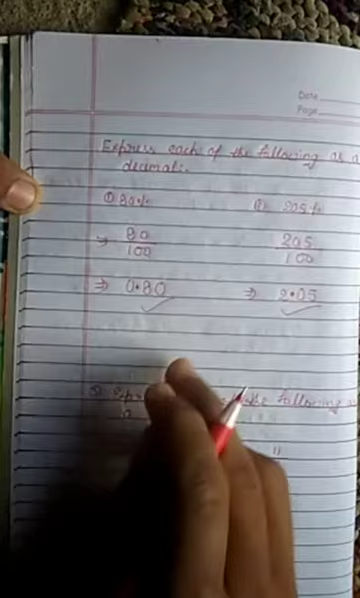 Date
Page
Express each of the following as a
decimals.
① 80% ② 205%
⇒ 80/100 205/100
⇒ 0.80 ⇒ 2.05
following